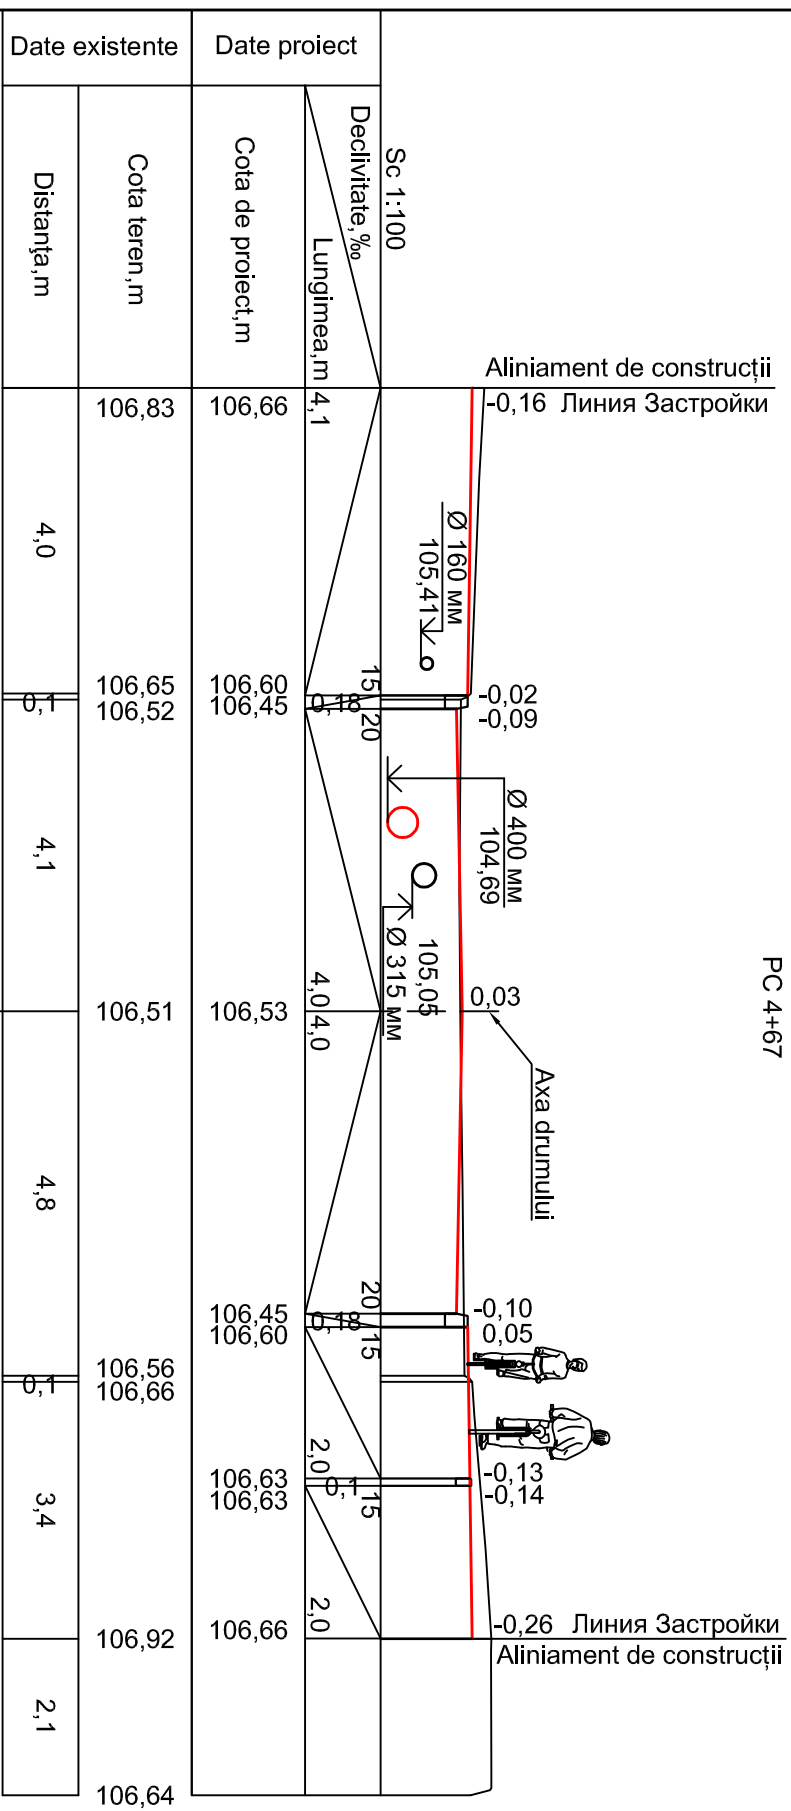 Date existente
Date proiect
Sc 1:100
Declivitate,‰
Lungimea,m
Cota de proiect,m
Cota teren,m
Distanța,m
PC 4+67
Aliniament de construcții
-0,16 Линия Застройки
106,83
106,66
4,1
4,0
Ø 160 мм
105,41
15
106,65
106,60
-0,02
0,1
106,52
106,45
0,18
20
-0,09
Ø 400 мм
104,69
4,1
105,05
Ø 315 мм
106,51
106,53
4,0
4,0
0,03
Axa drumului
4,8
20
106,45
0,18
-0,10
106,60
15
0,05
106,56
0,1
106,66
2,0
106,63
0,1
-0,13
106,63
15
-0,14
3,4
2,0
106,92
106,66
-0,26 Линия Застройки
Aliniament de construcții
2,1
106,64